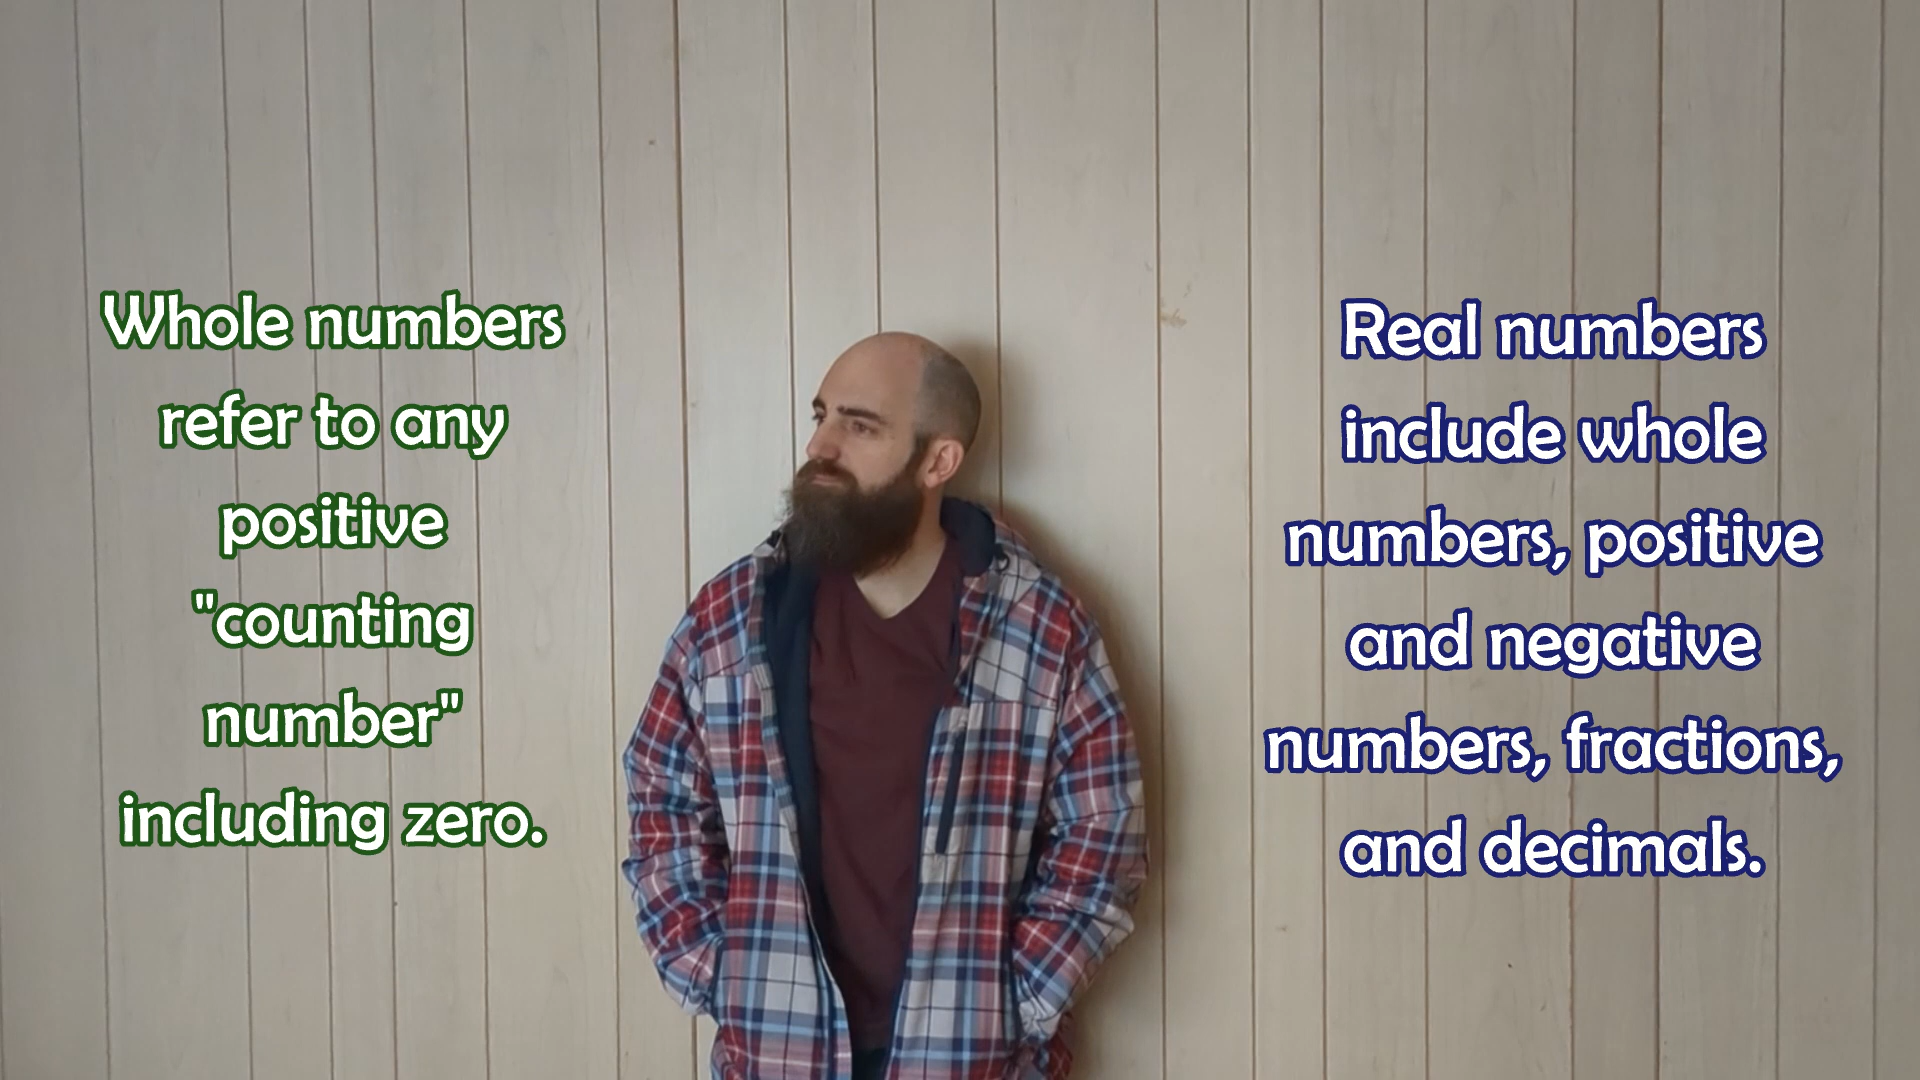 Whole numbers
refer to any
positive
"counting
number"
including zero.
Real numbers
include whole
numbers, positive
and negative
numbers, fractions,
and decimals.